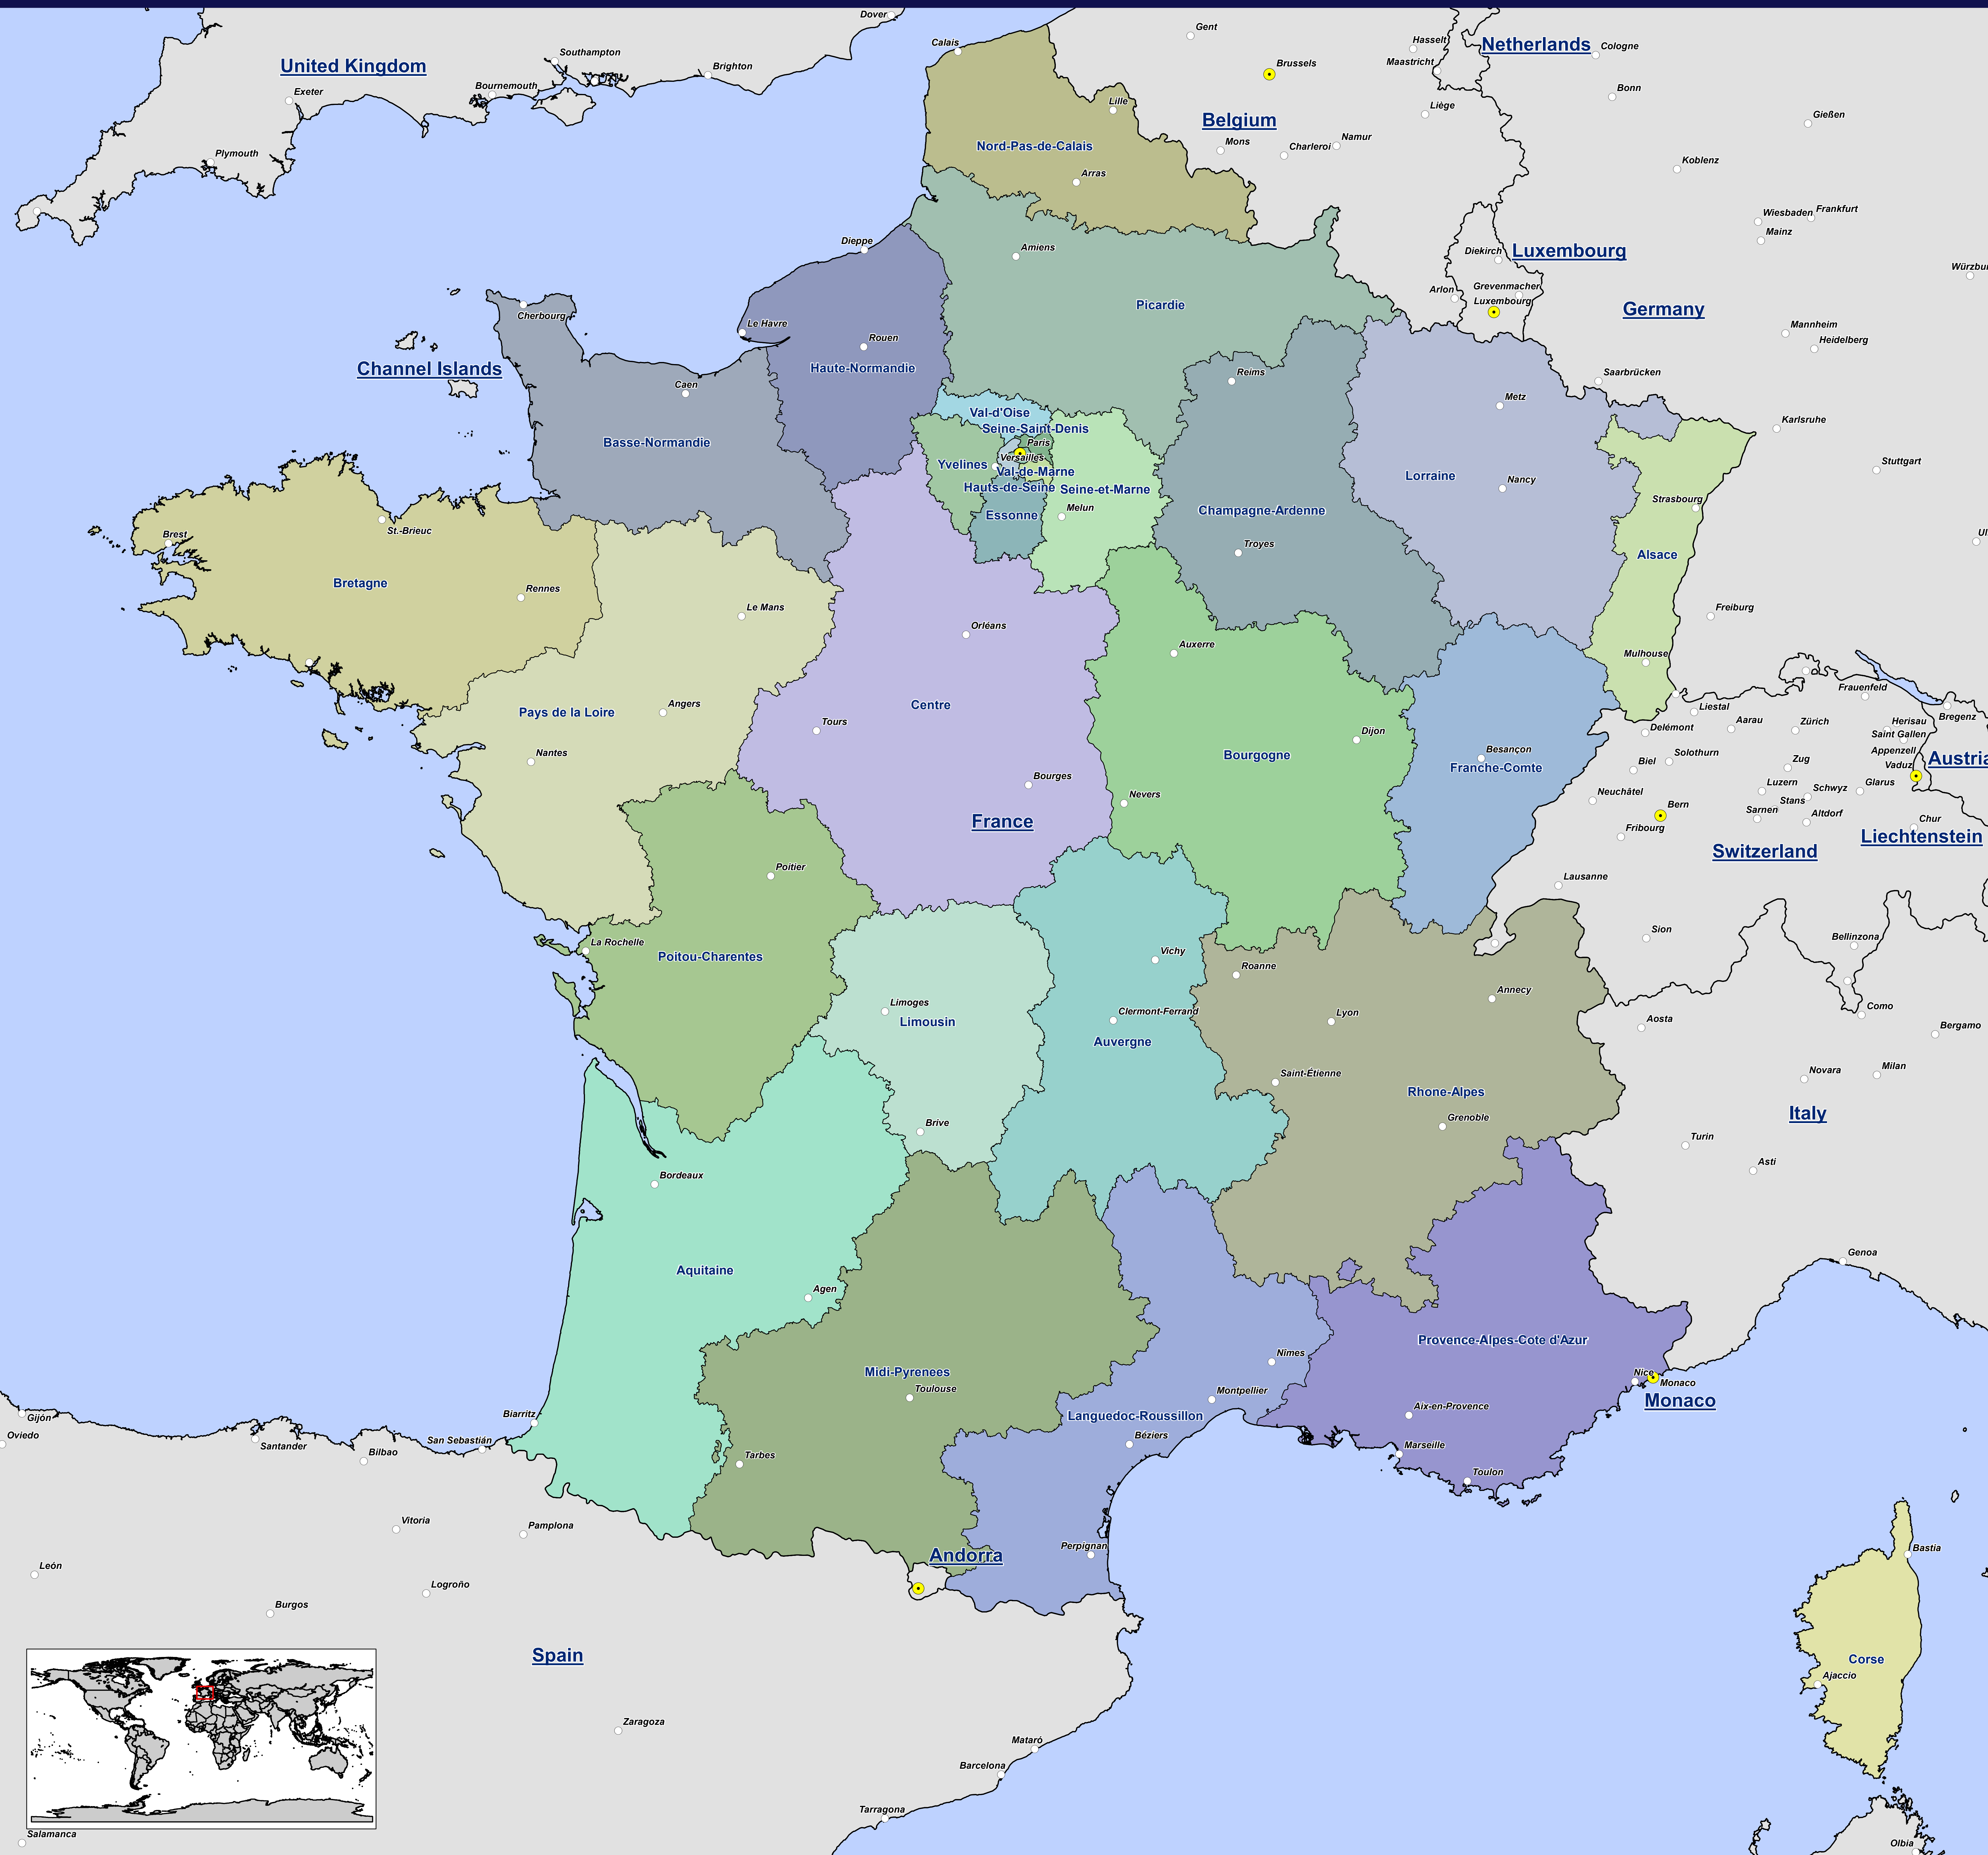 Dover
Calais
Gent
Hasselt
Netherlands
Cologne
Southampton
United Kingdom
Brighton
Maastricht
Brussels
Bournemouth
Exeter
Bonn
Lille
Liège
Belgium
Gießen
Nord-Pas-de-Calais
Mons
Charleroi
Namur
Plymouth
Koblenz
Arras
Wiesbaden
Frankfurt
Mainz
Dieppe
Amiens
Diekirch
Luxembourg
Würzbur
Arlon
Grevenmacher
Luxembourg
Picardie
Germany
Cherbourg
Le Havre
Rouen
Mannheim
Heidelberg
Channel Islands
Haute-Normandie
Reims
Saarbrücken
Caen
Metz
Val-d'Oise
Seine-Saint-Denis
Karlsruhe
Basse-Normandie
Paris
Versailles
Yvelines
Val-de-Marne
Stuttgart
Hauts-de-Seine
Seine-et-Marne
Lorraine
Nancy
Strasbourg
Melun
Essonne
Champagne-Ardenne
St.-Brieuc
Brest
Troyes
Alsace
Ul
Bretagne
Rennes
Le Mans
Freiburg
Orléans
Auxerre
Mulhouse
Frauenfeld
Centre
Angers
Pays de la Loire
Liestal
Aarau
Zürich
Herisau
Bregenz
Tours
Dijon
Delémont
Saint Gallen
Nantes
Bourgogne
Besançon
Franche-Comte
Solothurn
Biel
Zug
Appenzell
Vaduz
Austria
Bourges
Nevers
Neuchâtel
Luzern
Schwyz
Glarus
Stans
Bern
Sarnen
Altdorf
France
Fribourg
Chur
Liechtenstein
Switzerland
Poitier
Lausanne
La Rochelle
Poitou-Charentes
Vichy
Roanne
Sion
Bellinzona
Annecy
Limoges
Limousin
Clermont-Ferrand
Lyon
Aosta
Como
Bergamo
Auvergne
Saint-Étienne
Novara
Milan
Rhone-Alpes
Grenoble
Italy
Brive
Turin
Asti
Bordeaux
Genoa
Aquitaine
Agen
Provence-Alpes-Cote d'Azur
Nîmes
Midi-Pyrenees
Toulouse
Nice
Monaco
Montpellier
Monaco
Aix-en-Provence
Languedoc-Roussillon
Biarritz
Gijón
Oviedo
Santander
Bilbao
San Sebastián
Béziers
Marseille
Tarbes
Toulon
Vitoria
Pamplona
Perpignan
Andorra
Bastia
León
Logroño
Burgos
Spain
Corse
Ajaccio
Zaragoza
Mataró
Barcelona
Tarragona
Salamanca
Olbia